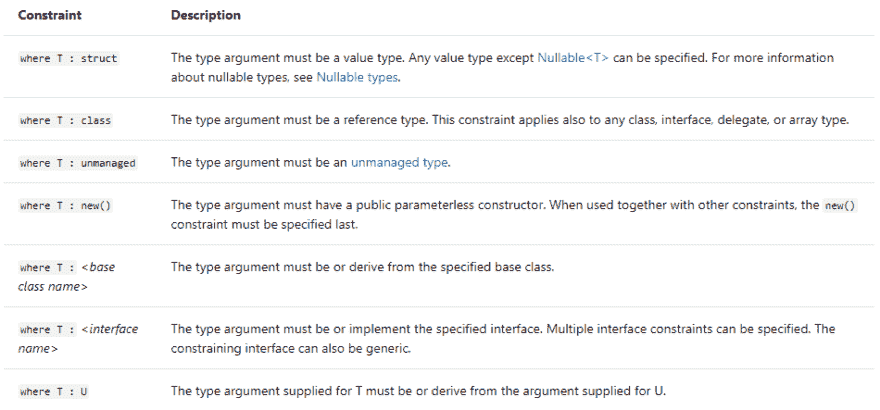 Constraint Description
where T : struct The type argument must be a value type. Any value type except Nullable<T> can be specified. For more information
about nullable types, see Nullable types.
where T : class The type argument must be a reference type. This constraint applies also to any class, interface, delegate, or array type.
where T : unmanaged The type argument must be an unmanaged type.
where T : new() The type argument must have a public parameterless constructor. When used together with other constraints, the new()
constraint must be specified last.
where T : <base The type argument must be or derive from the specified base class.
class name>
where T : <interface The type argument must be or implement the specified interface. Multiple interface constraints can be specified. The
name> constraining interface can also be generic.
where T : U The type argument supplied for T must be or derive from the argument supplied for U.